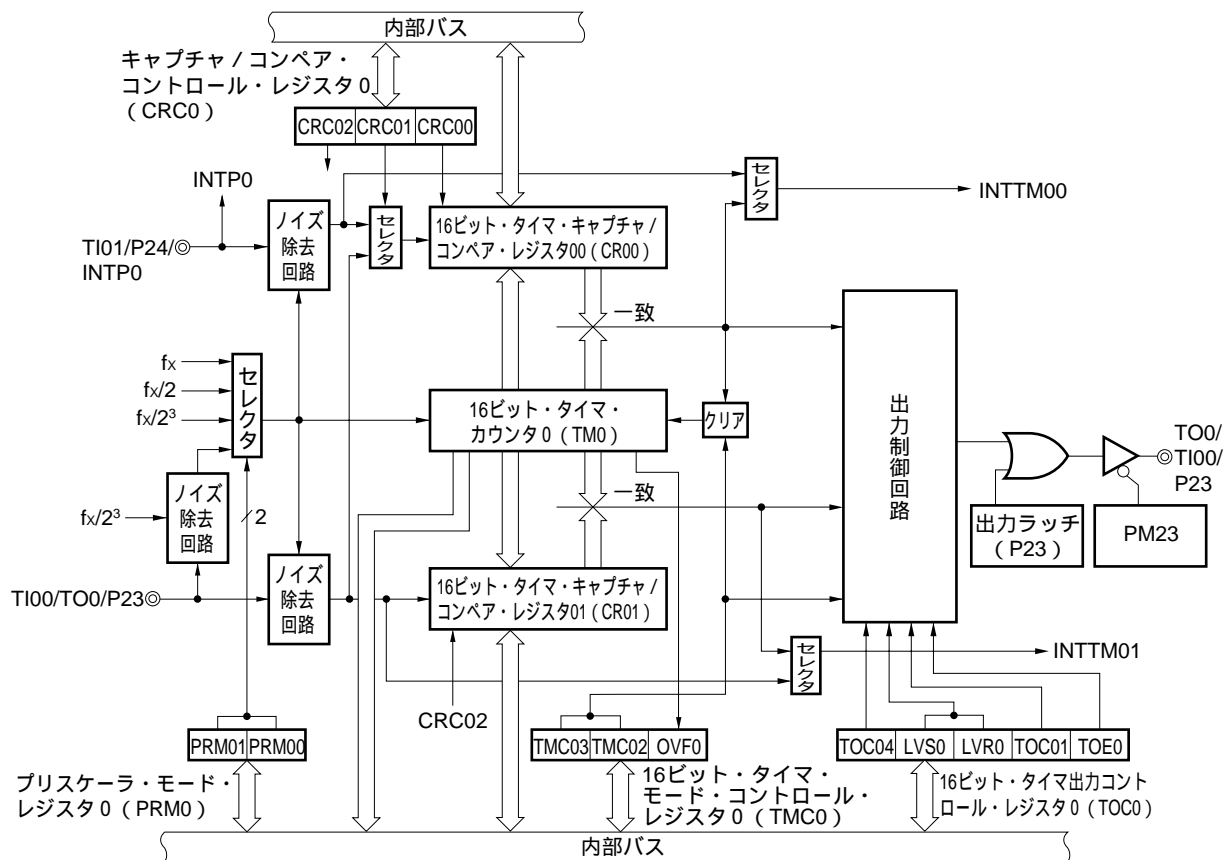 内部バス
キャプチャ/コンペア・
コントロール・レジスタ0
(CRC0)
CRC02 CRC01 CRC00
INTP0
TI01/P24/
INTP0
ノイズ
除去
回路
セレクタ
16ビット・タイマ・キャプチャ/
コンペア・レジスタ00(CR00)
セレクタ
INTTM00
一致
fX
fX/2
fX/2³
セレクタ
16ビット・タイマ・
カウンタ0(TM0)
クリア
出力制御回路
TO0/
TI00/
P23
出力ラッチ
(P23)
PM23
fX/2³
ノイズ
除去
回路
2
一致
TI00/TO0/P23
ノイズ
除去
回路
16ビット・タイマ・キャプチャ/
コンペア・レジスタ01(CR01)
セレクタ
INTTM01
CRC02
PRM01 PRM00
TMC03 TMC02 OVF0
TOC04 LVS0 LVR0 TOC01 TOE0
プリスケーラ・モード・
レジスタ0(PRM0)
16ビット・タイマ・
モード・コントロール・
レジスタ0(TMC0)
16ビット・タイマ出力コント
ロール・レジスタ0(TOC0)
内部バス